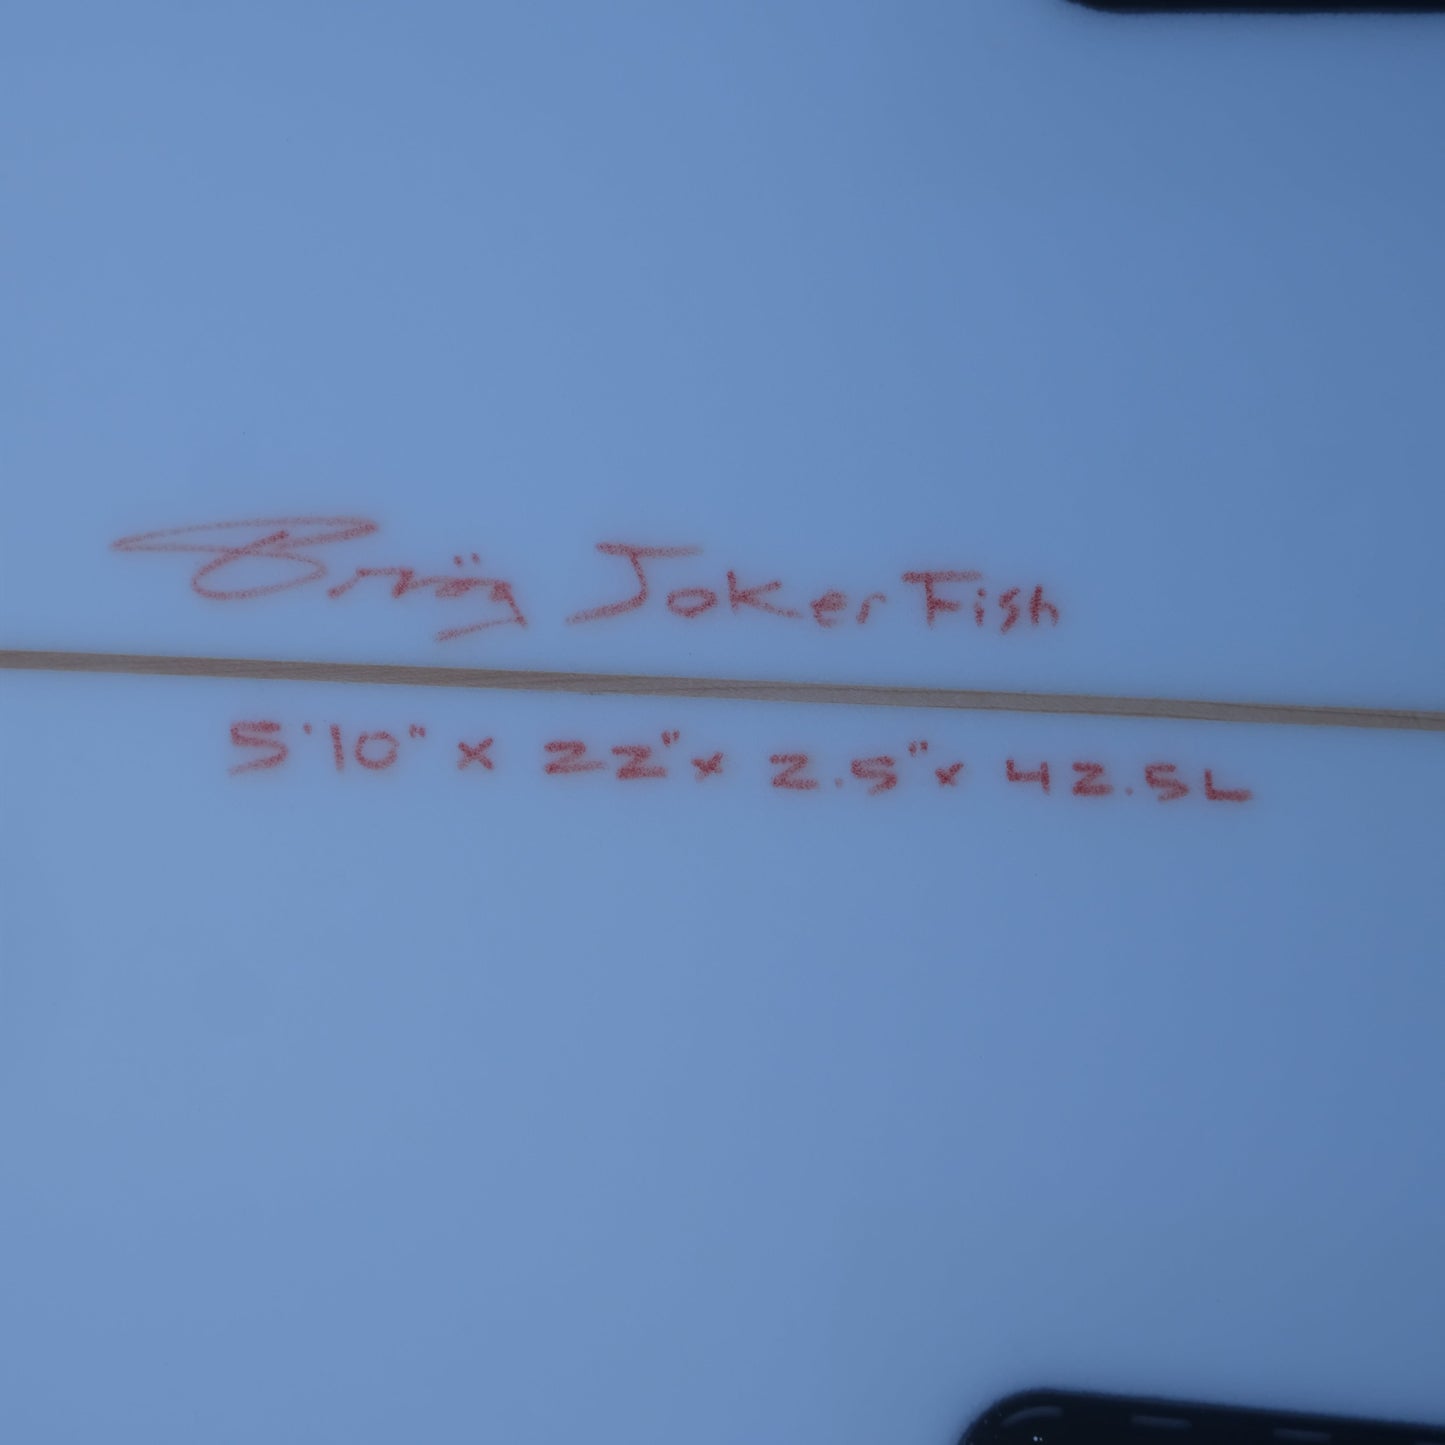 Joker Fish
5'10" x 22" x 2.5" x 42.5L